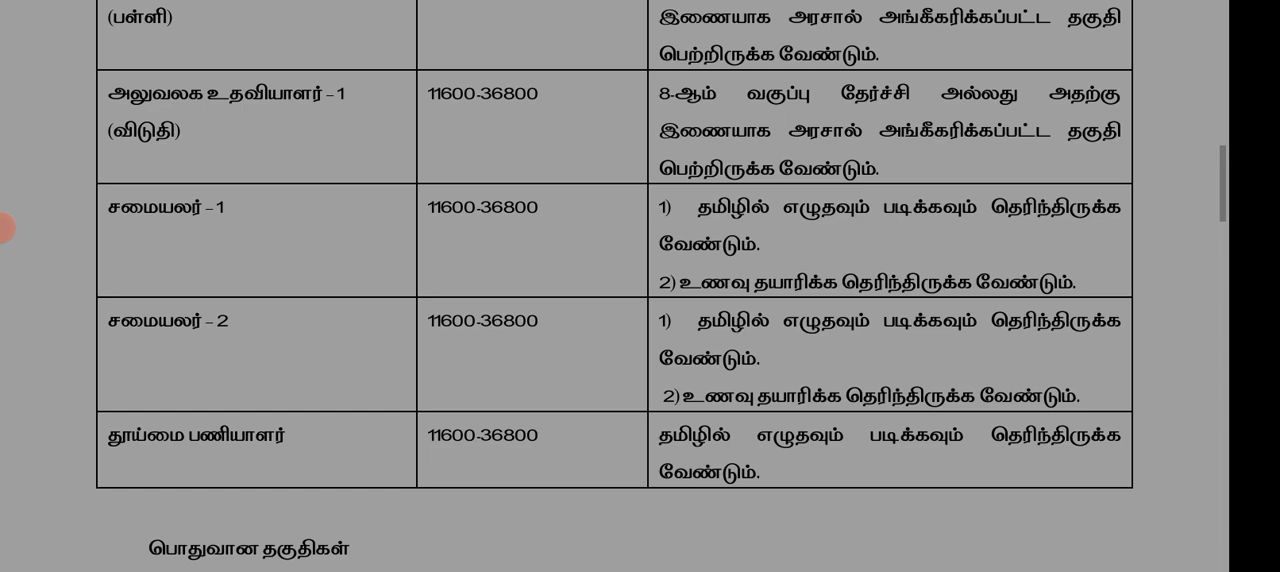 (பள்ளி)
இணையாக அரசால் அங்கீகரிக்கப்பட்ட தகுதி
பெற்றிருக்க வேண்டும்.
அலுவலக உதவியாளர் – 1
(விடுதி)
11600-36800
8-ஆம் வகுப்பு தேர்ச்சி அல்லது அதற்கு
இணையாக அரசால் அங்கீகரிக்கப்பட்ட தகுதி
பெற்றிருக்க வேண்டும்.
சமையலர் – 1
11600-36800
1) தமிழில் எழுதவும் படிக்கவும் தெரிந்திருக்க
வேண்டும்.
2) உணவு தயாரிக்க தெரிந்திருக்க வேண்டும்.
சமையலர் – 2
11600-36800
1) தமிழில் எழுதவும் படிக்கவும் தெரிந்திருக்க
வேண்டும்.
2) உணவு தயாரிக்க தெரிந்திருக்க வேண்டும்.
தூய்மை பணியாளர்
11600-36800
தமிழில் எழுதவும் படிக்கவும் தெரிந்திருக்க
வேண்டும்.
பொதுவான தகுதிகள்